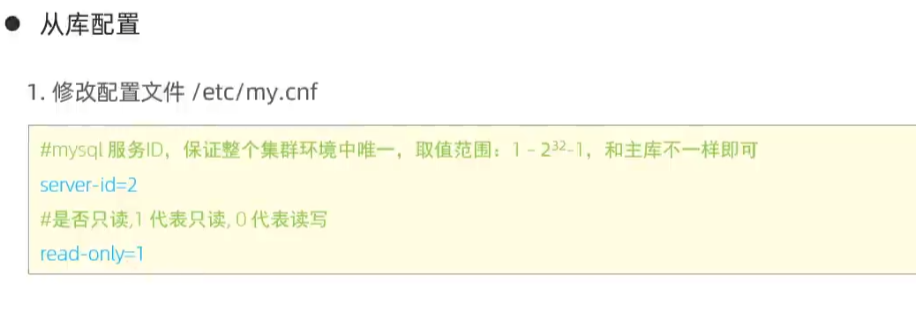 ● 从库配置
1. 修改配置文件 /etc/my.cnf
#mysql 服务ID，保证整个集群环境中唯一，取值范围：1 – 2³²-1，和主库不一样即可
server-id=2
#是否只读,1 代表只读, 0 代表读写
read-only=1